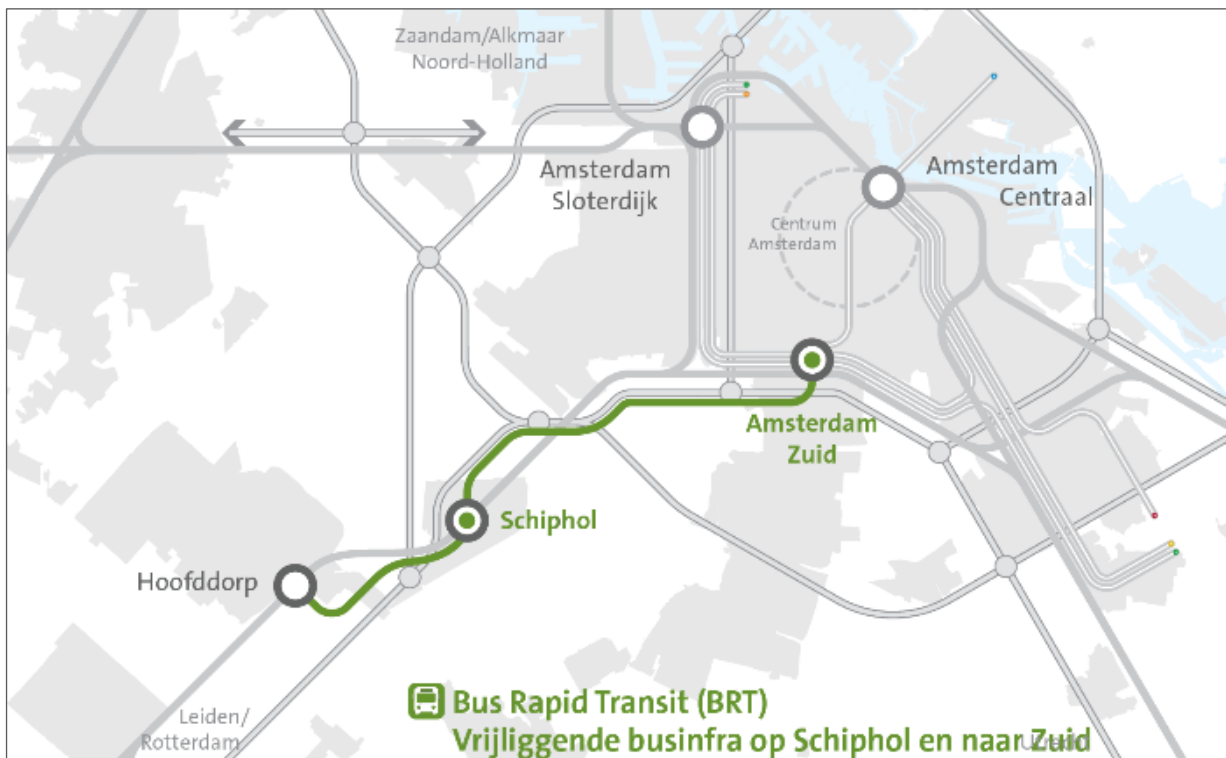 Zaandam/Alkmaar
Noord-Holland
Amsterdam
Sloterdijk
Amsterdam
Centraal
Centrum
Amsterdam
Amsterdam
Zuid
Schiphol
Hoofddorp
Leiden/
Rotterdam
Bus Rapid Transit (BRT)
Vrijliggende businfra op Schiphol en naar Zuid
Utrecht